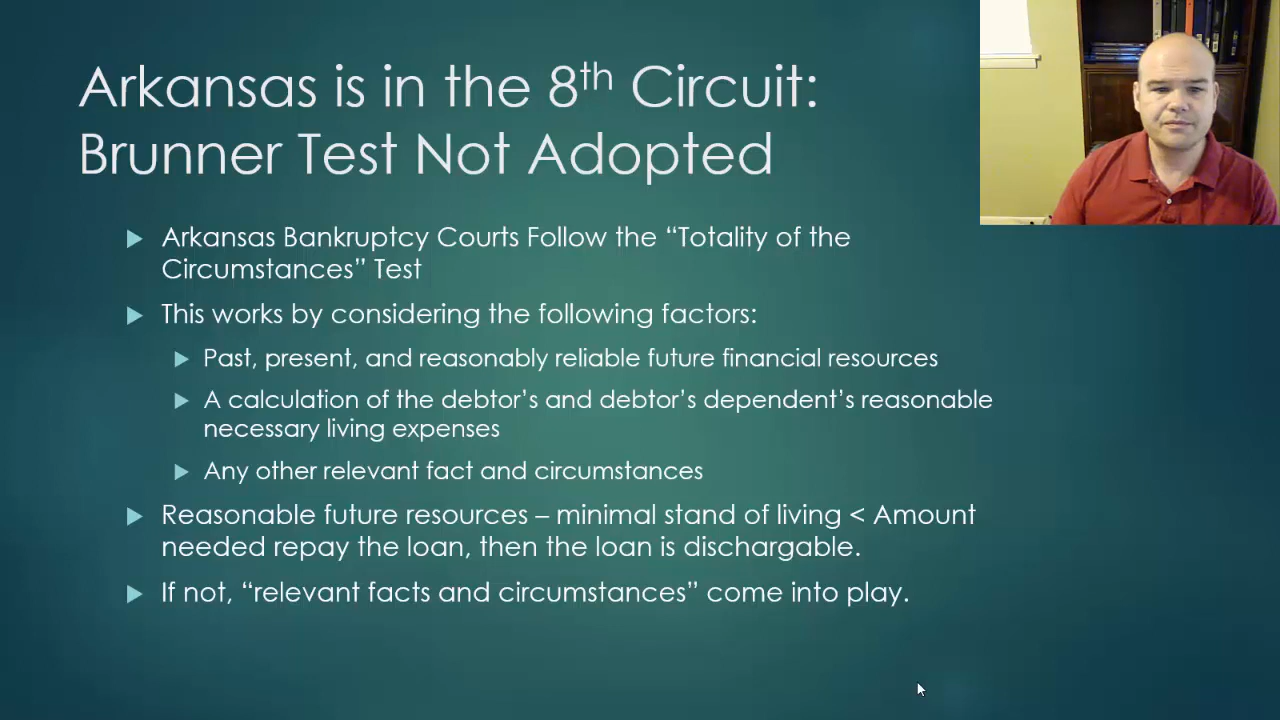 Arkansas is in the 8th Circuit:
Brunner Test Not Adopted
Arkansas Bankruptcy Courts Follow the “Totality of the
Circumstances” Test
This works by considering the following factors:
Past, present, and reasonably reliable future financial resources
A calculation of the debtor’s and debtor’s dependent’s reasonable
necessary living expenses
Any other relevant fact and circumstances
Reasonable future resources – minimal stand of living < Amount
needed repay the loan, then the loan is dischargable.
If not, “relevant facts and circumstances” come into play.